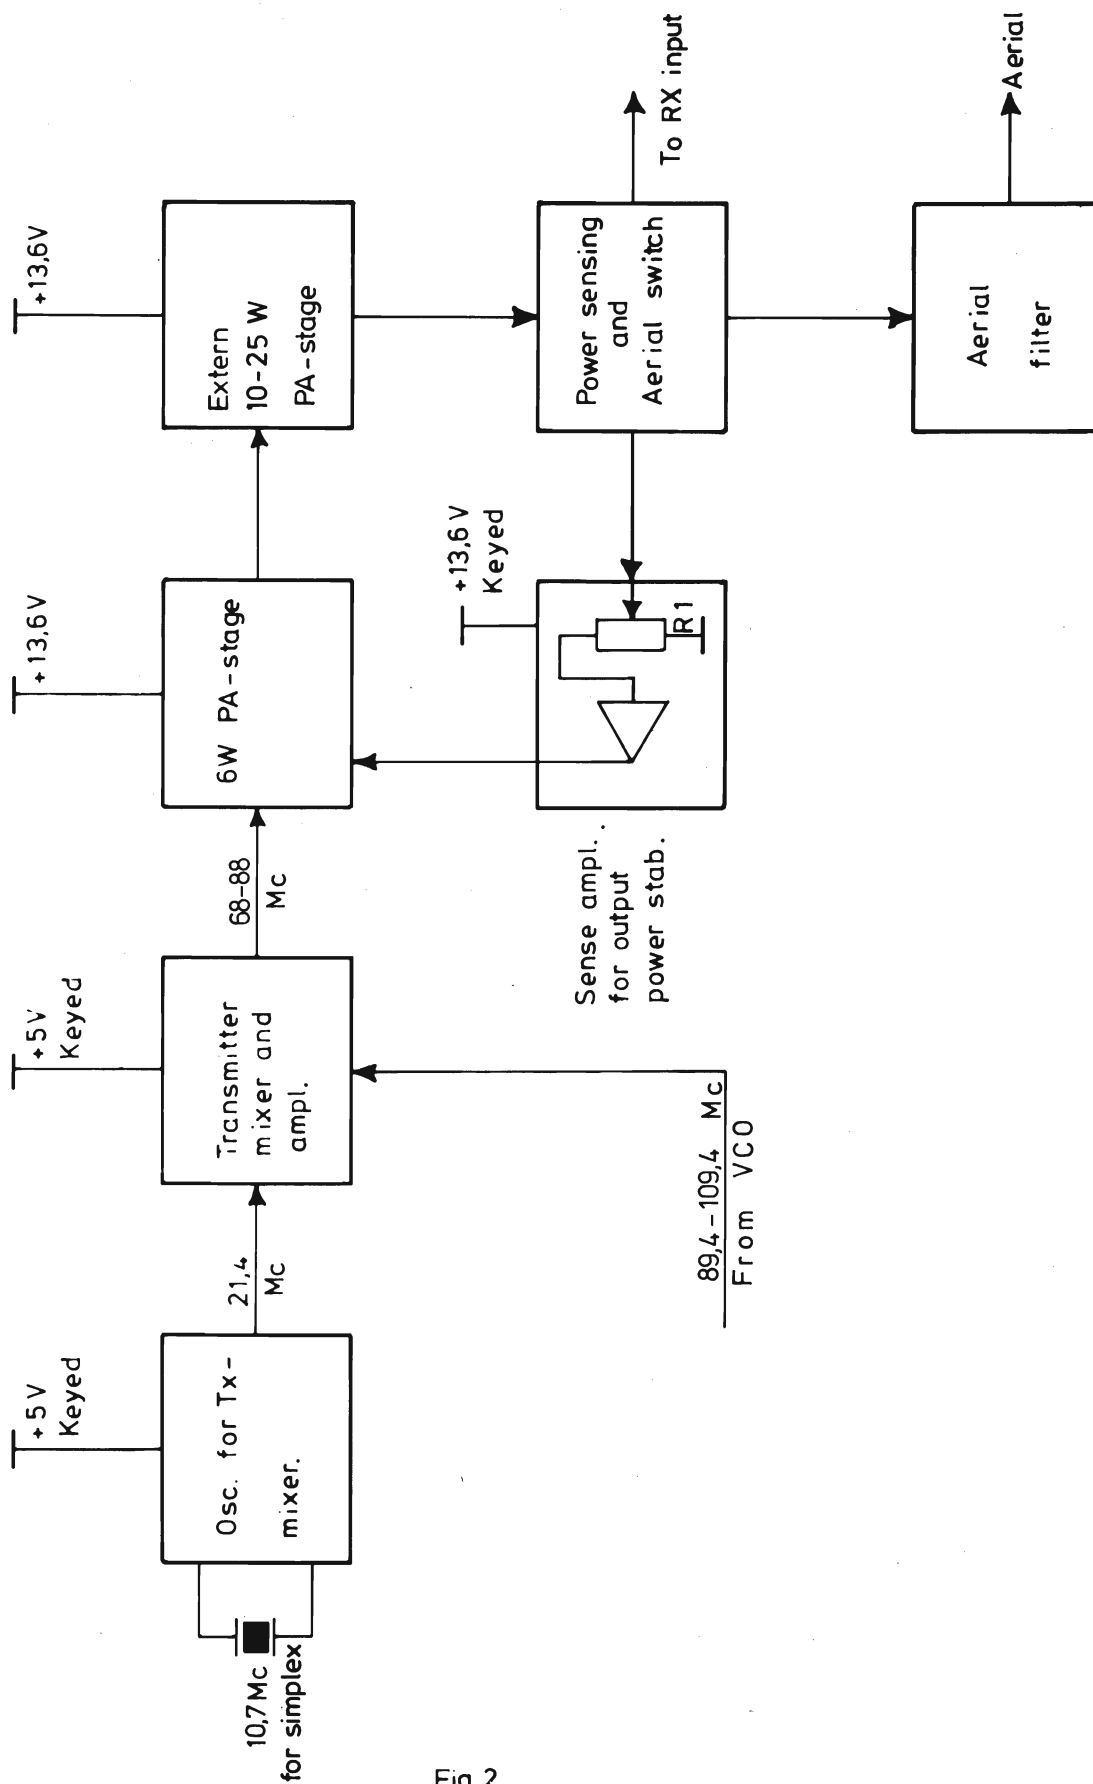 10,7 Mc
for simplex
+5V
Keyed
Osc. for Tx-
mixer.
21,4
Mc
+5V
Keyed
Transmitter
mixer and
ampl.
89,4-109,4 Mc
From VCO
68-88
Mc
+13,6V
6W PA-stage
+13,6V
Extern
10-25 W
PA-stage
+13,6V
Keyed
R1
Sense ampl.
for output
power stab.
Power sensing
and
Aerial switch
To RX input
Aerial
filter
Aerial
Fig 2